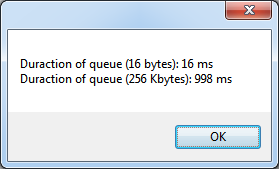 Duraction of queue (16 bytes): 16 ms
Duraction of queue (256 Kbytes): 998 ms
OK